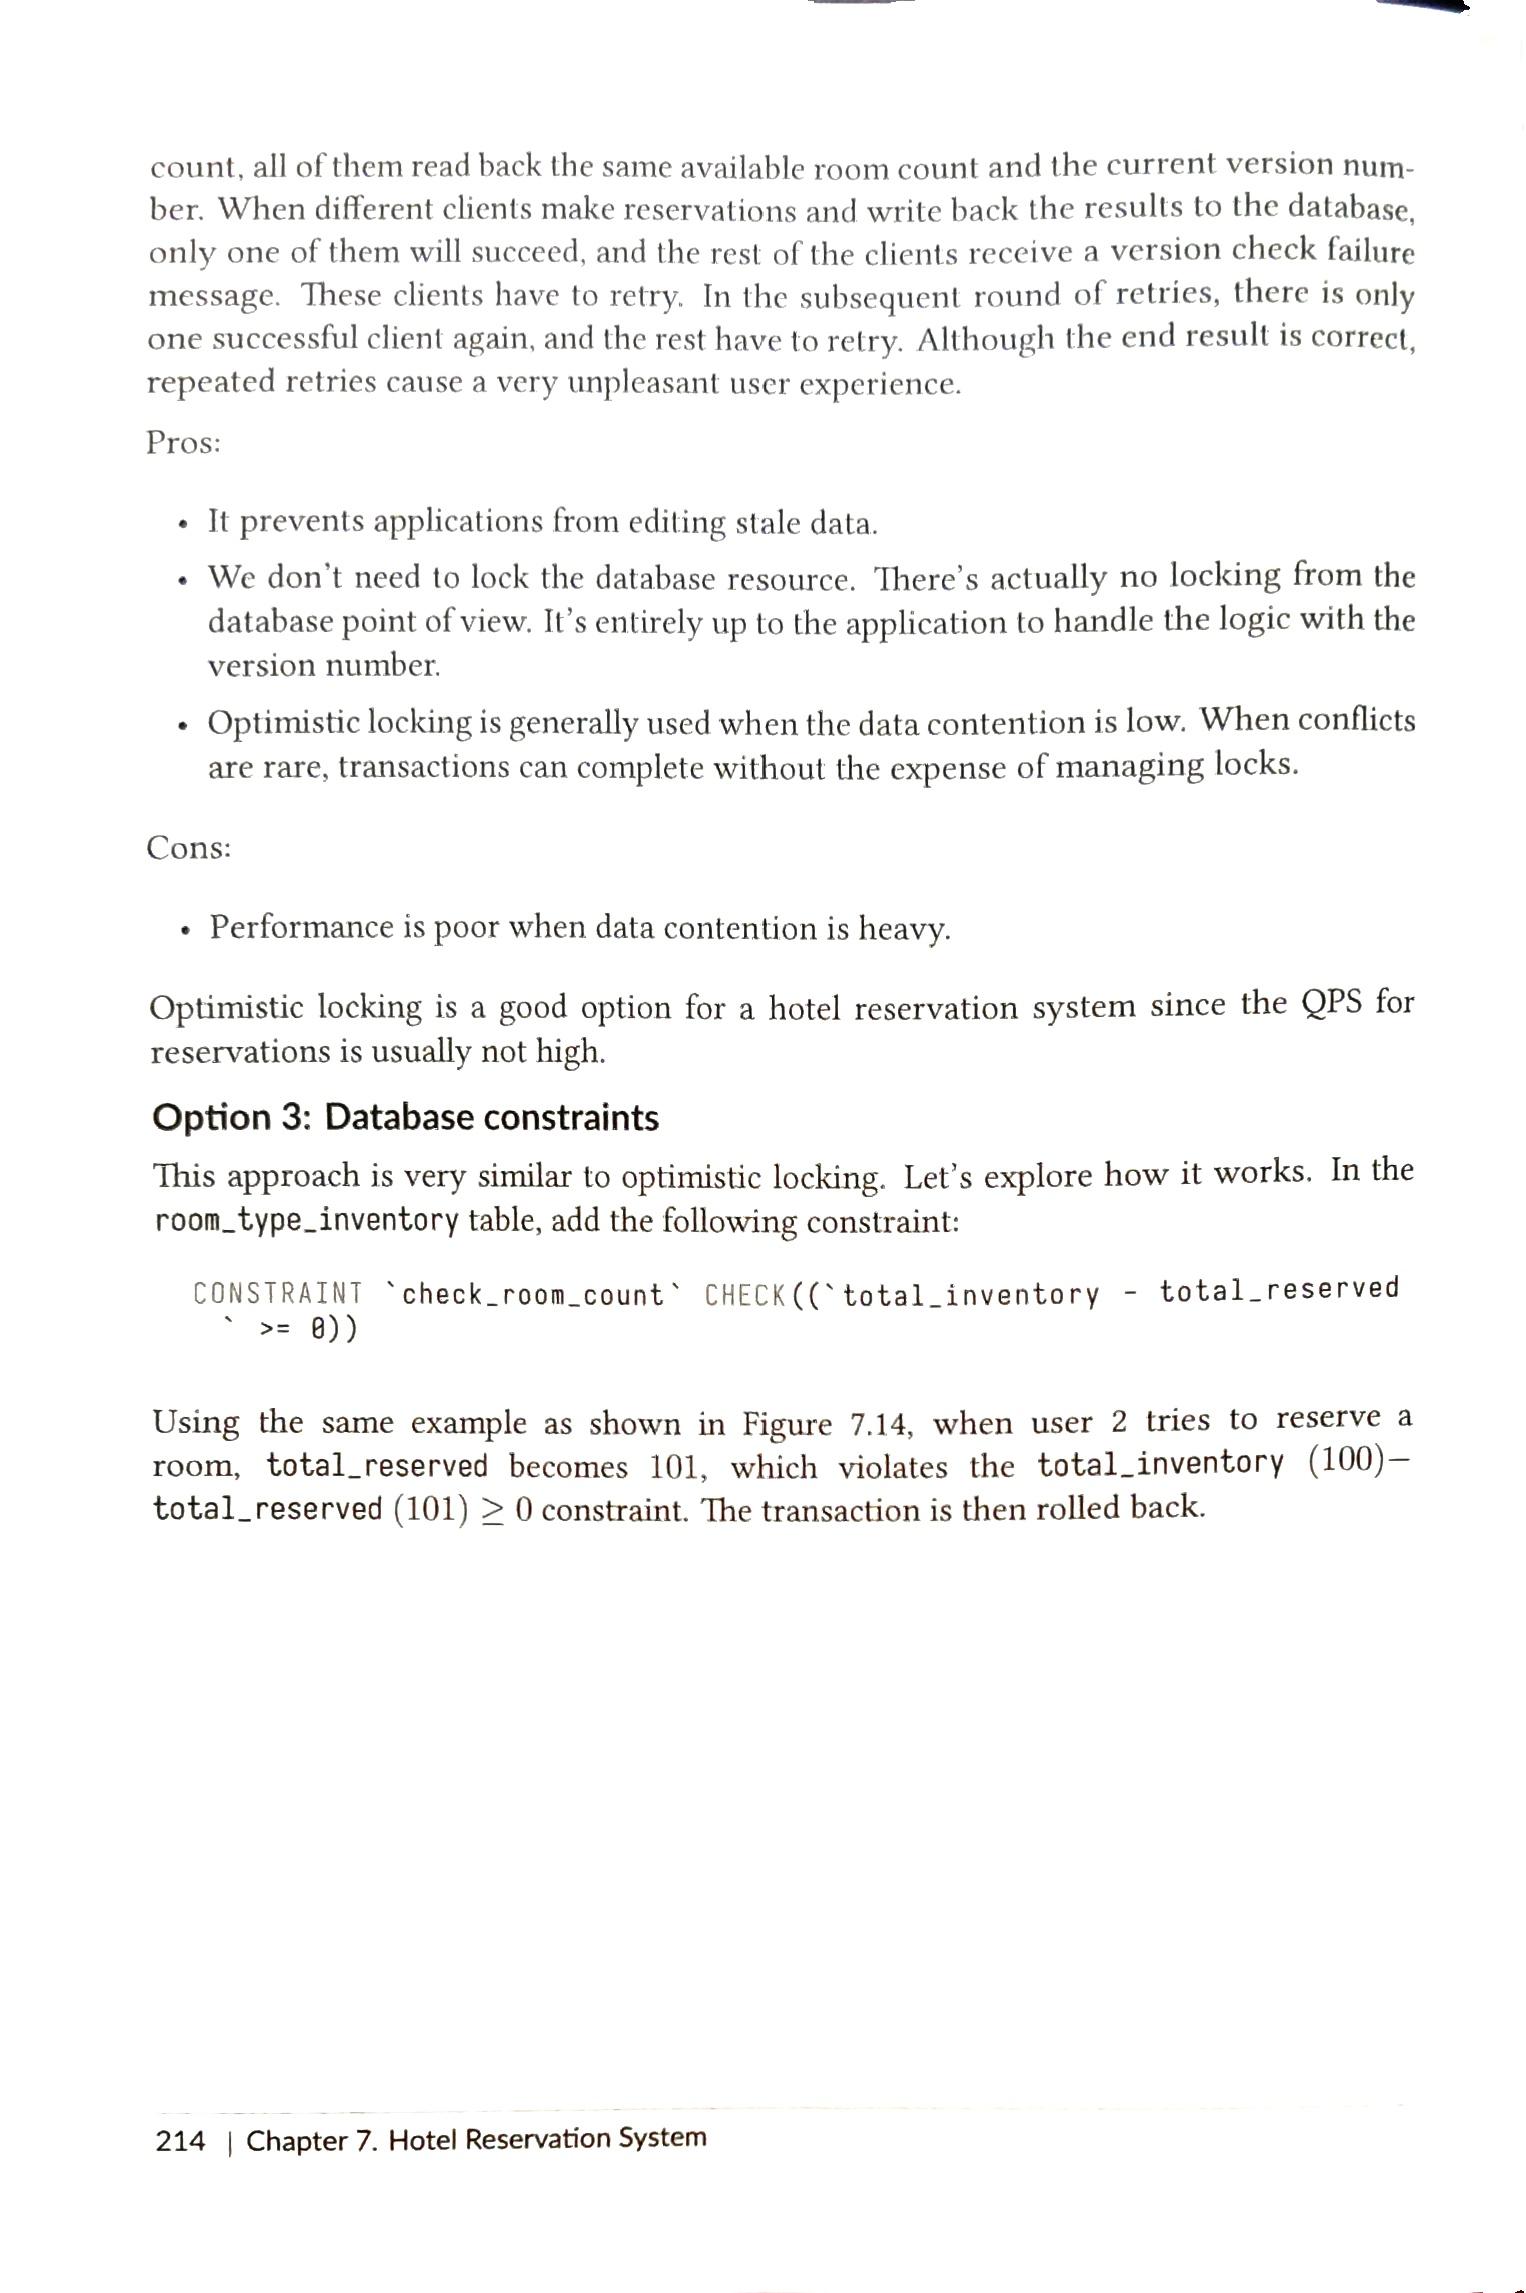 count, all of them read back the same available room count and the current version num-
ber. When different clients make reservations and write back the results to the database,
only one of them will succeed, and the rest of the clients receive a version check failure
message. These clients have to retry. In the subsequent round of retries, there is only
one successful client again, and the rest have to retry. Although the end result is correct,
repeated retries cause a very unpleasant user experience.
Pros:
• It prevents applications from editing stale data.
• We don't need to lock the database resource. There's actually no locking from the
database point of view. It's entirely up to the application to handle the logic with the
version number.
• Optimistic locking is generally used when the data contention is low. When conflicts
are rare, transactions can complete without the expense of managing locks.
Cons:
• Performance is poor when data contention is heavy.
Optimistic locking is a good option for a hotel reservation system since the QPS for
reservations is usually not high.
Option 3: Database constraints
This approach is very similar to optimistic locking. Let's explore how it works. In the
room_type_inventory table, add the following constraint:
CONSTRAINT `check_room_count` CHECK((`total_inventory - total_reserved
` >= 0))
Using the same example as shown in Figure 7.14, when user 2 tries to reserve a
room, total_reserved becomes 101, which violates the total_inventory (100)−
total_reserved (101) ≥ 0 constraint. The transaction is then rolled back.
214 | Chapter 7. Hotel Reservation System